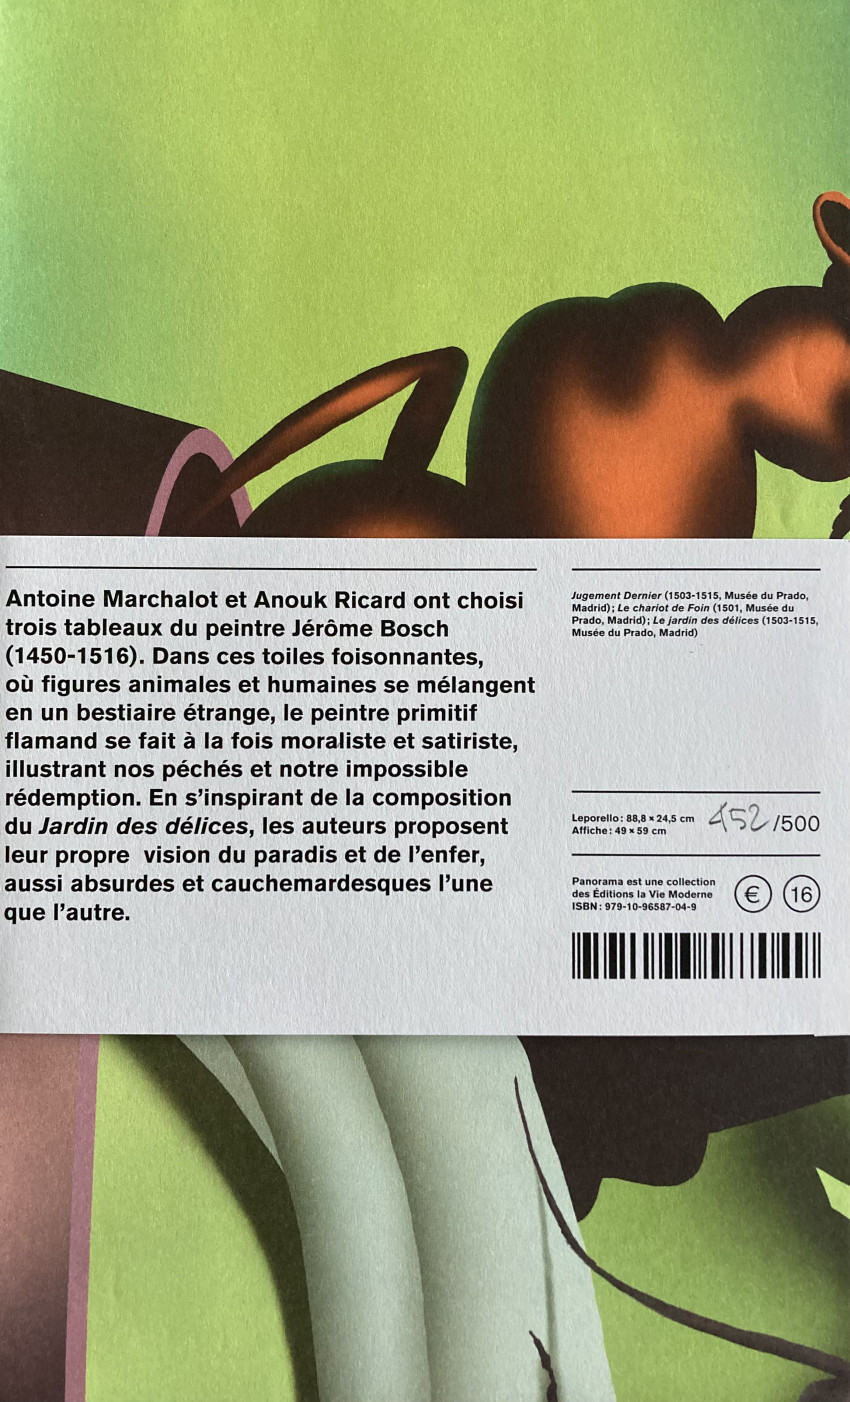 Antoine Marchalot et Anouk Ricard ont choisi
trois tableaux du peintre Jérôme Bosch
(1450-1516). Dans ces toiles foisonnantes,
où figures animales et humaines se mélangent
en un bestiaire étrange, le peintre primitif
flamand se fait à la fois moraliste et satiriste,
illustrant nos péchés et notre impossible
rédemption. En s’inspirant de la composition
du Jardin des délices, les auteurs proposent
leur propre  vision du paradis et de l’enfer,
aussi absurdes et cauchemardesques l’une
que l’autre.
Jugement Dernier (1503-1515, Musée du Prado,
Madrid); Le chariot de Foin (1501, Musée du
Prado, Madrid); Le jardin des délices (1503-1515,
Musée du Prado, Madrid)
Leporello: 88,8 × 24,5 cm
Affiche: 49 × 59 cm
452/500
Panorama est une collection
des Éditions la Vie Moderne
ISBN: 979-10-96587-04-9
€ 16